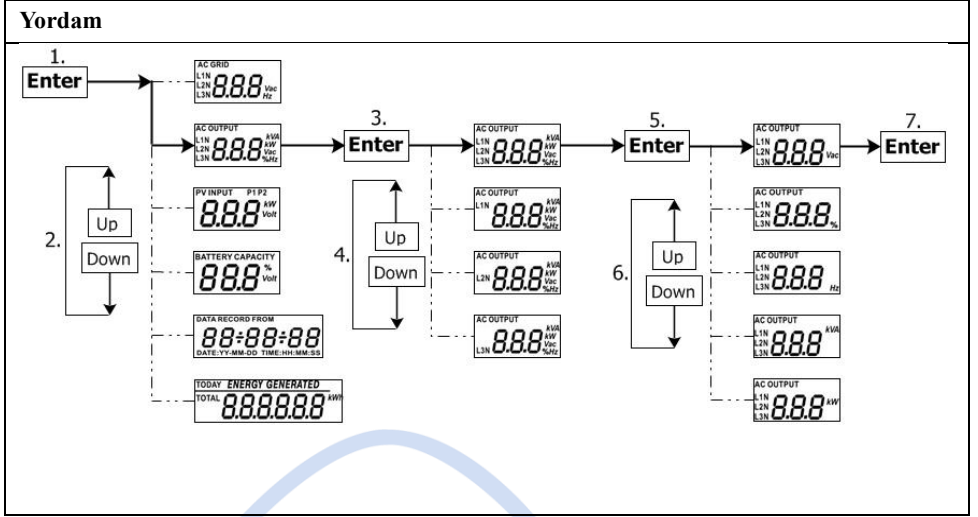 Yordam
1.
Enter
AC GRID
L1N
L2N
L3N
8.8.8
Vac
Hz
AC OUTPUT
L1N
L2N
L3N
8.8.8
kVA
kW
Vac
%Hz
PV INPUT P1 P2
8.8.8
kW
Volt
BATTERY CAPACITY
88.8
%
Volt
DATA RECORD FROM
88:88:88
DATE:YY-MM-DD TIME:HH:MM:SS
TODAY ENERGY GENERATED
TOTAL
8.8.8.8.8.8
kWh
2.
Up
Down
3.
Enter
AC OUTPUT
L1N
L2N
L3N
8.8.8
kVA
kW
Vac
%Hz
AC OUTPUT
L1N
8.8.8
kVA
kW
Vac
%Hz
AC OUTPUT
L2N
8.8.8
kVA
kW
Vac
%Hz
AC OUTPUT
L3N
8.8.8
kVA
kW
Vac
%Hz
4.
Up
Down
5.
Enter
AC OUTPUT
L1N
L2N
L3N
8.8.8
Vac
AC OUTPUT
L1N
L2N
L3N
8.8.8
%
AC OUTPUT
L1N
L2N
L3N
8.8.8
Hz
AC OUTPUT
L1N
L2N
L3N
8.8.8
kVA
AC OUTPUT
L1N
L2N
L3N
8.8.8
kW
6.
Up
Down
7.
Enter